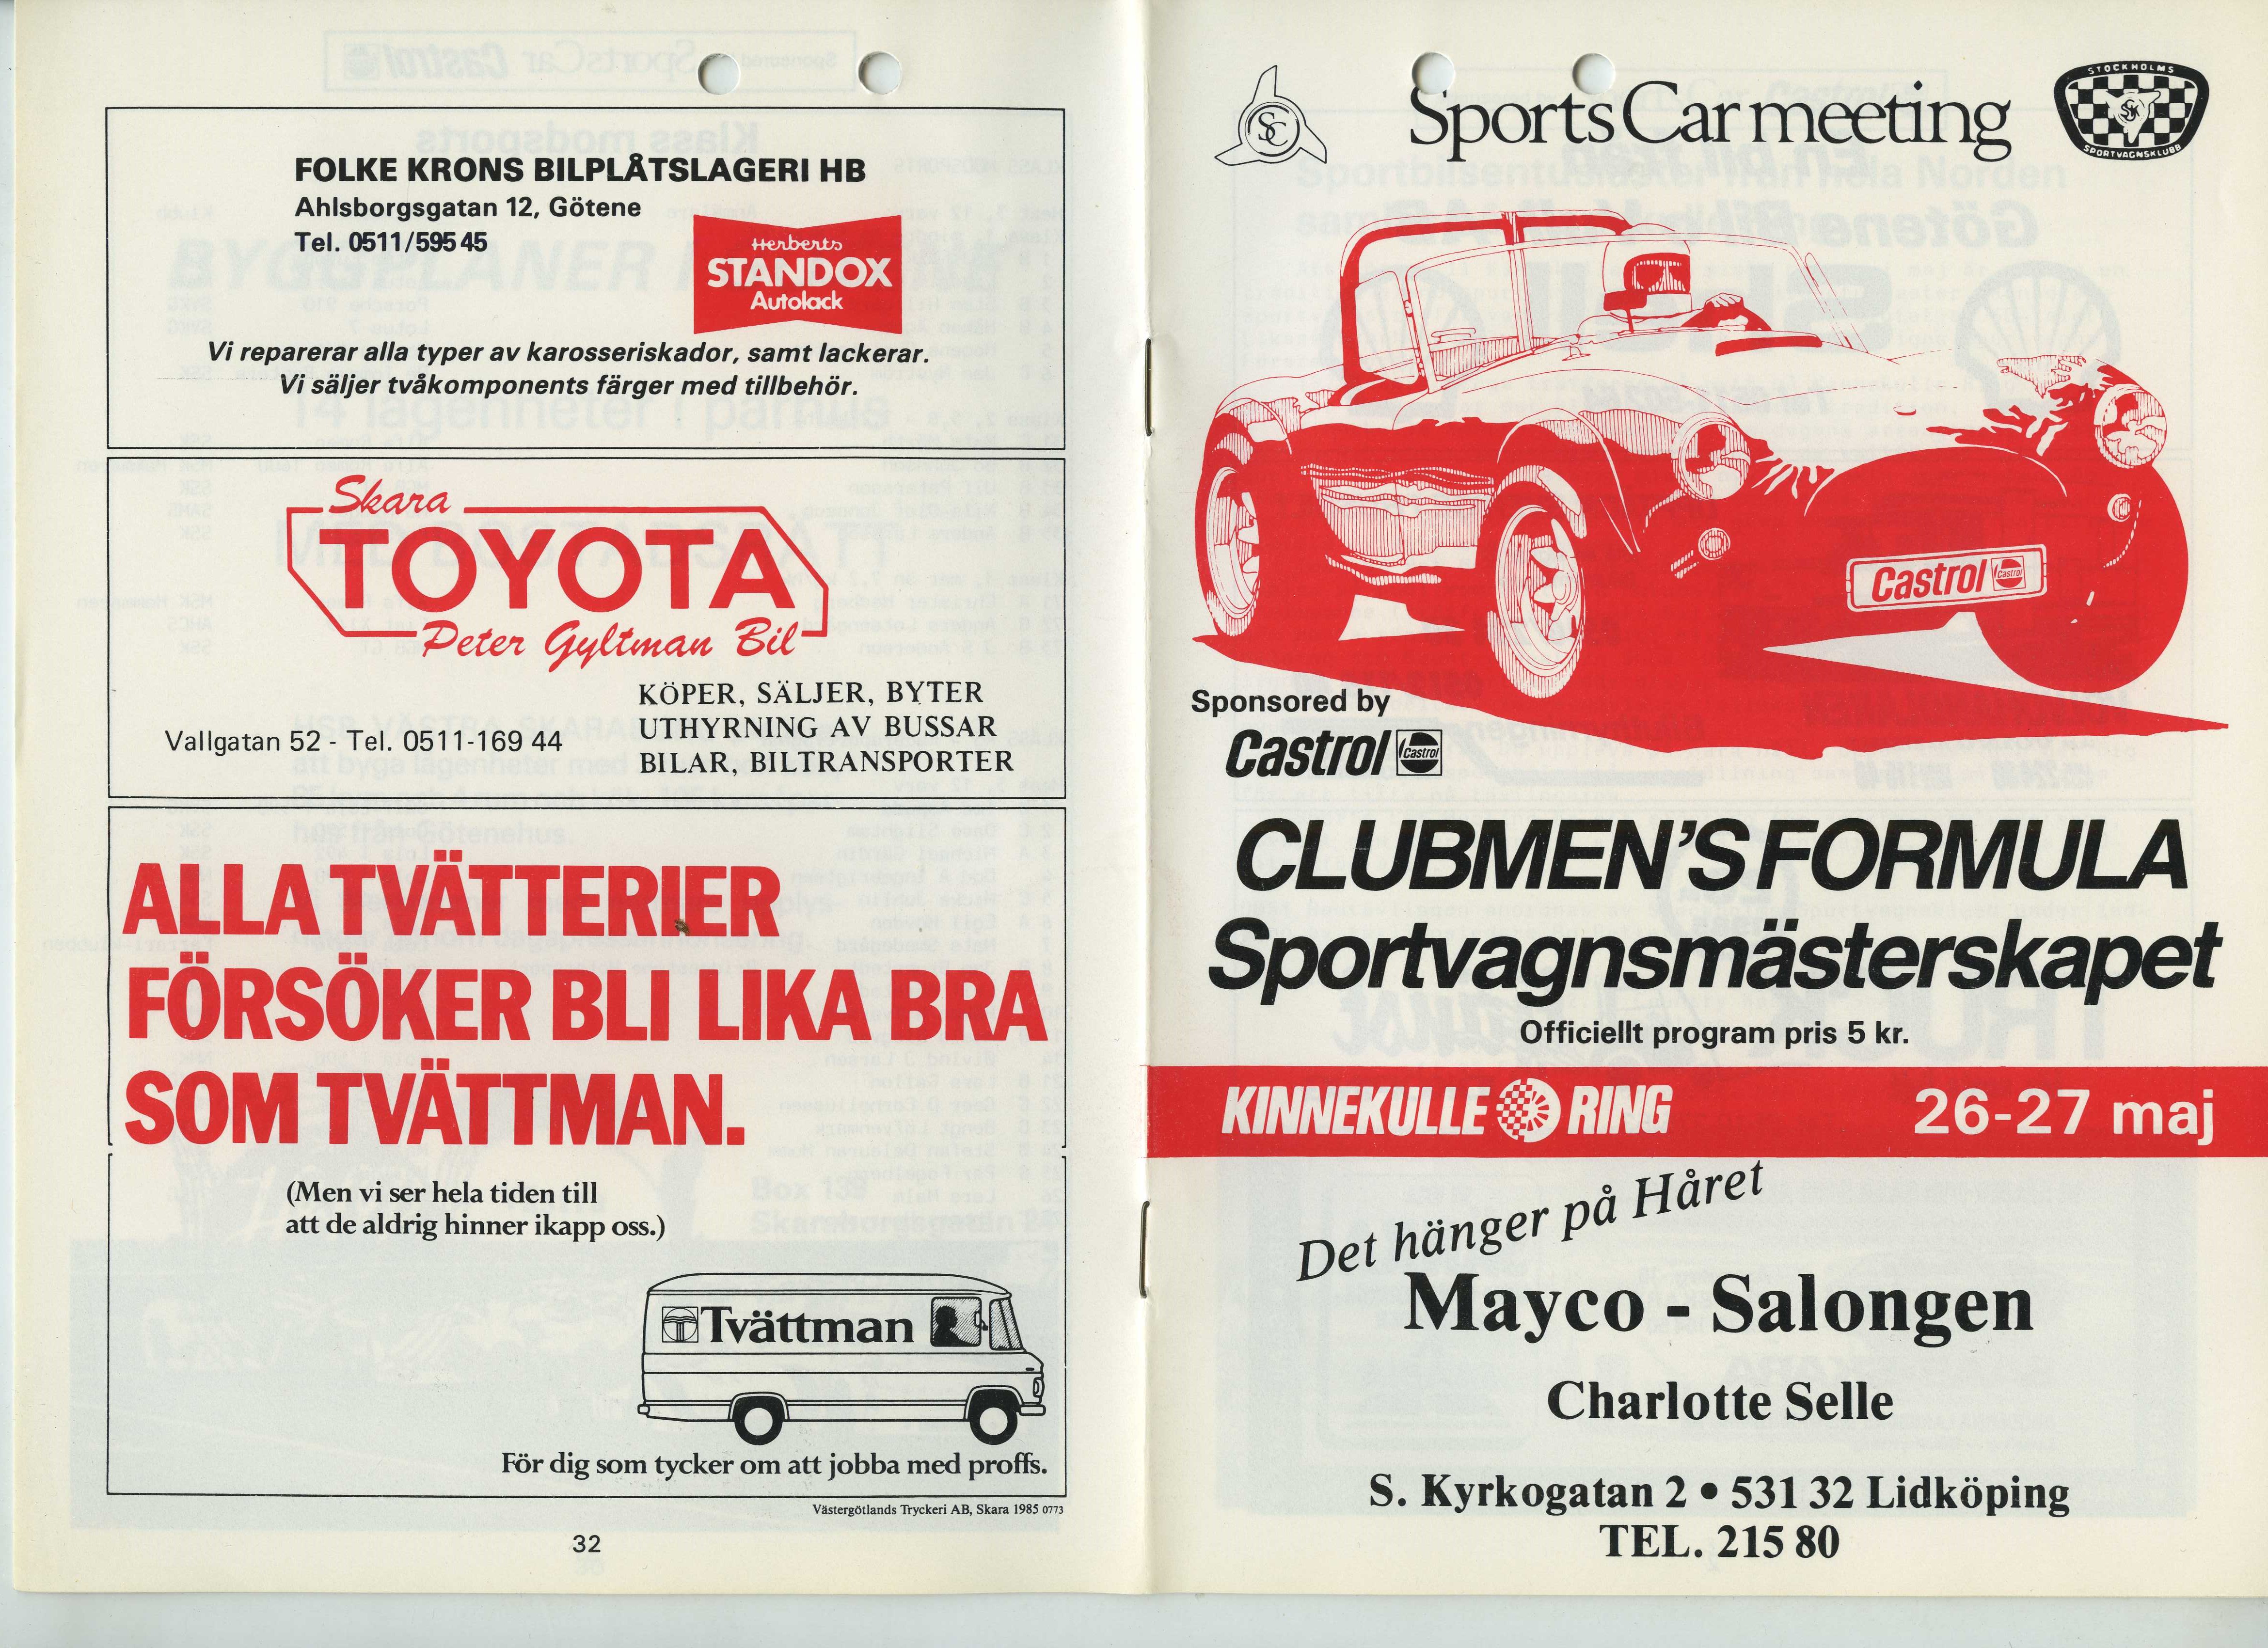 FOLKE KRONS BILPLÅTSLAGERI HB
Ahlsborgsgatan 12, Götene
Tel. 0511/595 45
Herberts
STANDOX
Autolack
Vi reparerar alla typer av karosseriskador, samt lackerar.
Vi säljer tvåkomponents färger med tillbehör.
Skara
TOYOTA
Peter Gyltman Bil
Vallgatan 52 - Tel. 0511-169 44
KÖPER, SÄLJER, BYTER
UTHYRNING AV BUSSAR
BILAR, BILTRANSPORTER
ALLA TVÄTTERIER
FÖRSÖKER BLI LIKA BRA
SOM TVÄTTMAN.
(Men vi ser hela tiden till
att de aldrig hinner ikapp oss.)
Tvättman
För dig som tycker om att jobba med proffs.
Västergötlands Tryckeri AB, Skara 1985 0773
32
SC
Sports Car meeting
STOCKHOLMS
SSK
SPORTVAGNSKLUBB
Castrol Castrol
Sponsored by
Castrol Castrol
CLUBMEN'S FORMULA
Sportvagnsmästerskapet
Officiellt program pris 5 kr.
KINNEKULLE RING 26-27 maj
Det hänger på Håret
Mayco - Salongen
Charlotte Selle
S. Kyrkogatan 2 • 531 32 Lidköping
TEL. 215 80